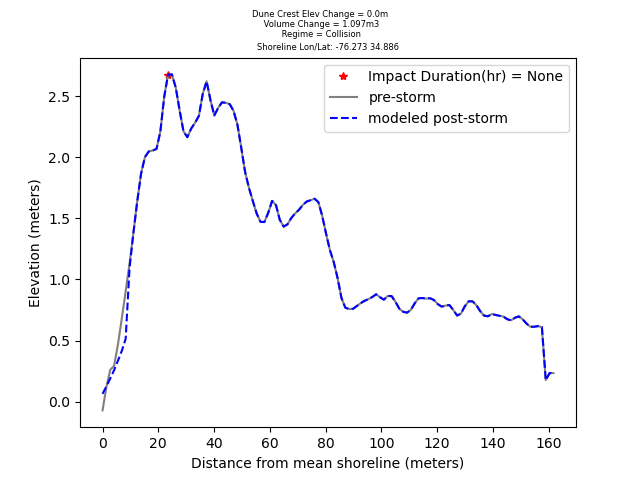 Dune Crest Elev Change = 0.0m
Volume Change = 1.097m3
Regime = Collision
Shoreline Lon/Lat: -76.273 34.886
Impact Duration(hr) = None
pre-storm
modeled post-storm
Elevation (meters)
2.5
2.0
1.5
1.0
0.5
0.0
0 20 40 60 80 100 120 140 160
Distance from mean shoreline (meters)